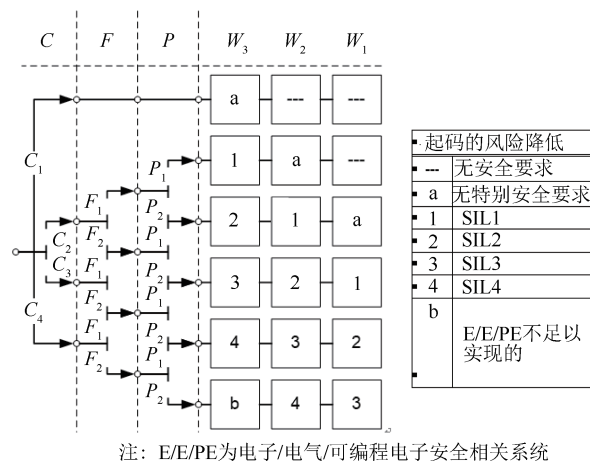 C F P W₃ W₂ W₁
a --- ---
C₁
P₁ 1 a ---
F₁ P₂ 2 1 a
C₂ F₂ P₁
C₃ F₁ P₂ 3 2 1
C₄ F₂ P₁
F₁ P₂ 4 3 2
F₂ P₁
P₂ b 4 3
起码的风险降低
--- 无安全要求
a 无特别安全要求
1 SIL1
2 SIL2
3 SIL3
4 SIL4
b E/E/PE不足以
实现的
注：E/E/PE为电子/电气/可编程电子安全相关系统